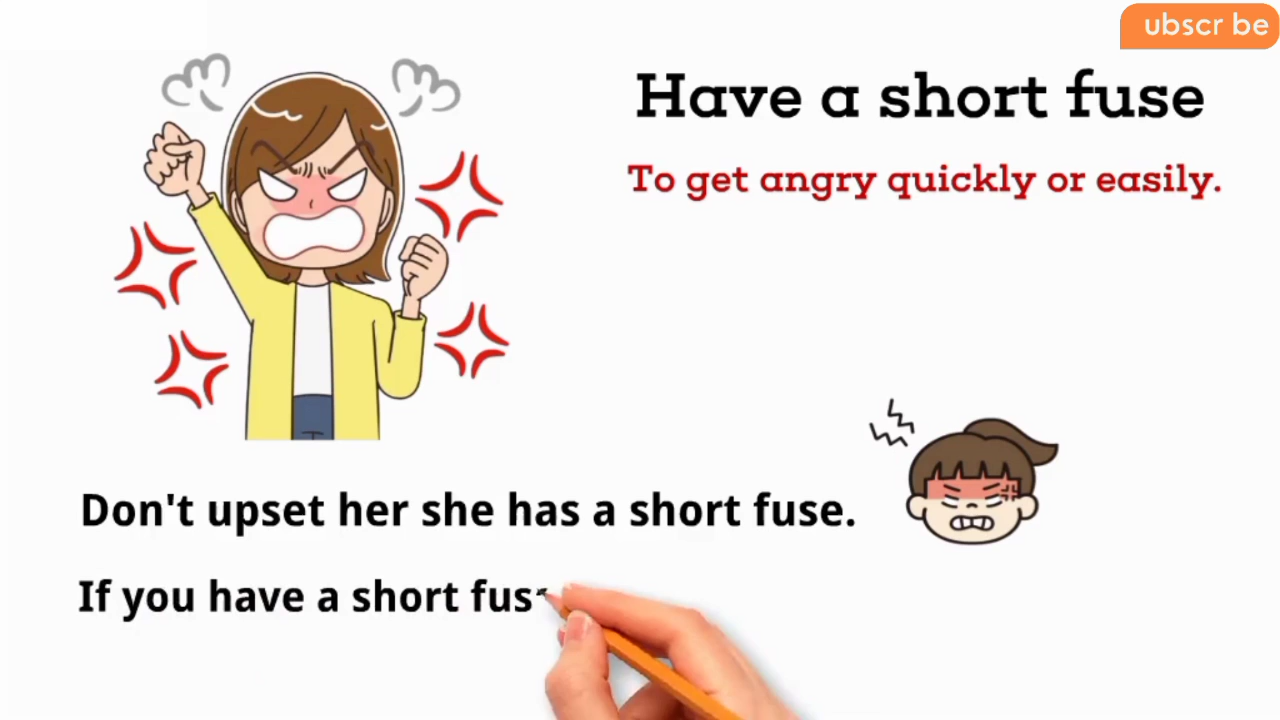 ubscr be
Have a short fuse
To get angry quickly or easily.
Don't upset her she has a short fuse.
If you have a short